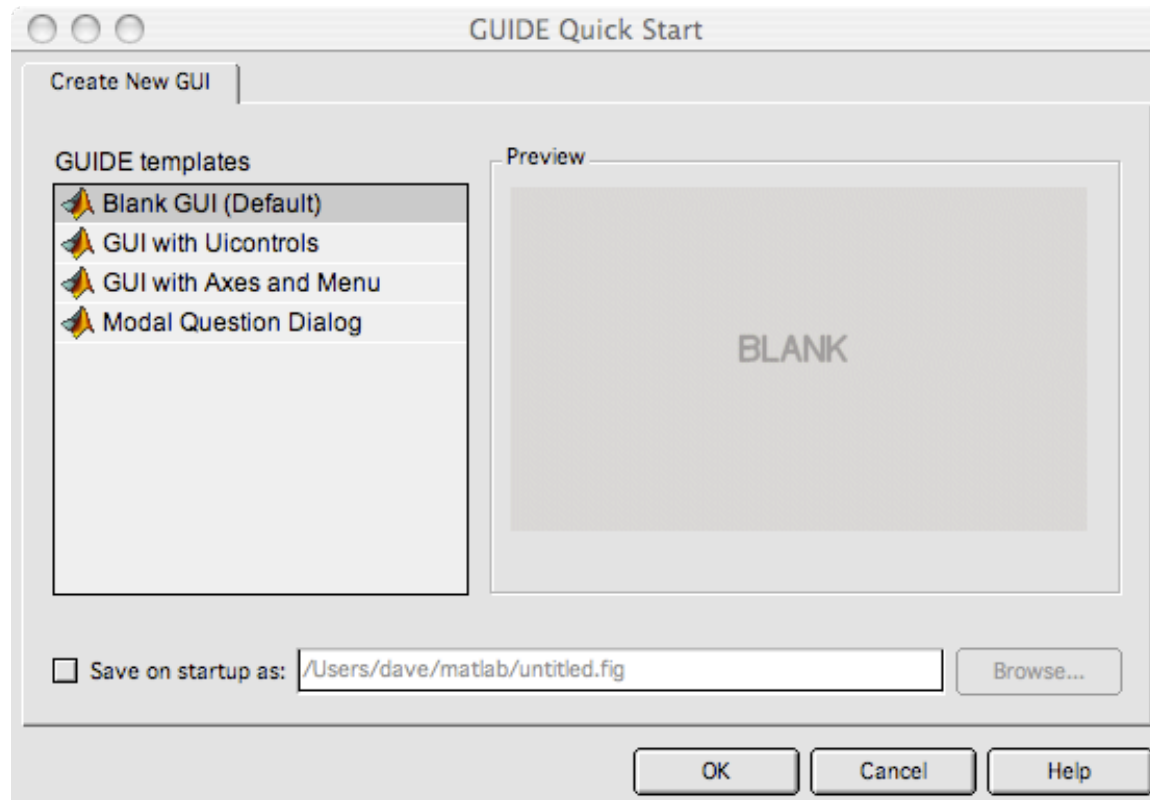 GUIDE Quick Start
Create New GUI
GUIDE templates
Blank GUI (Default)
GUI with Uicontrols
GUI with Axes and Menu
Modal Question Dialog
Preview
BLANK
Save on startup as: /Users/dave/matlab/untitled.fig Browse...
OK Cancel Help